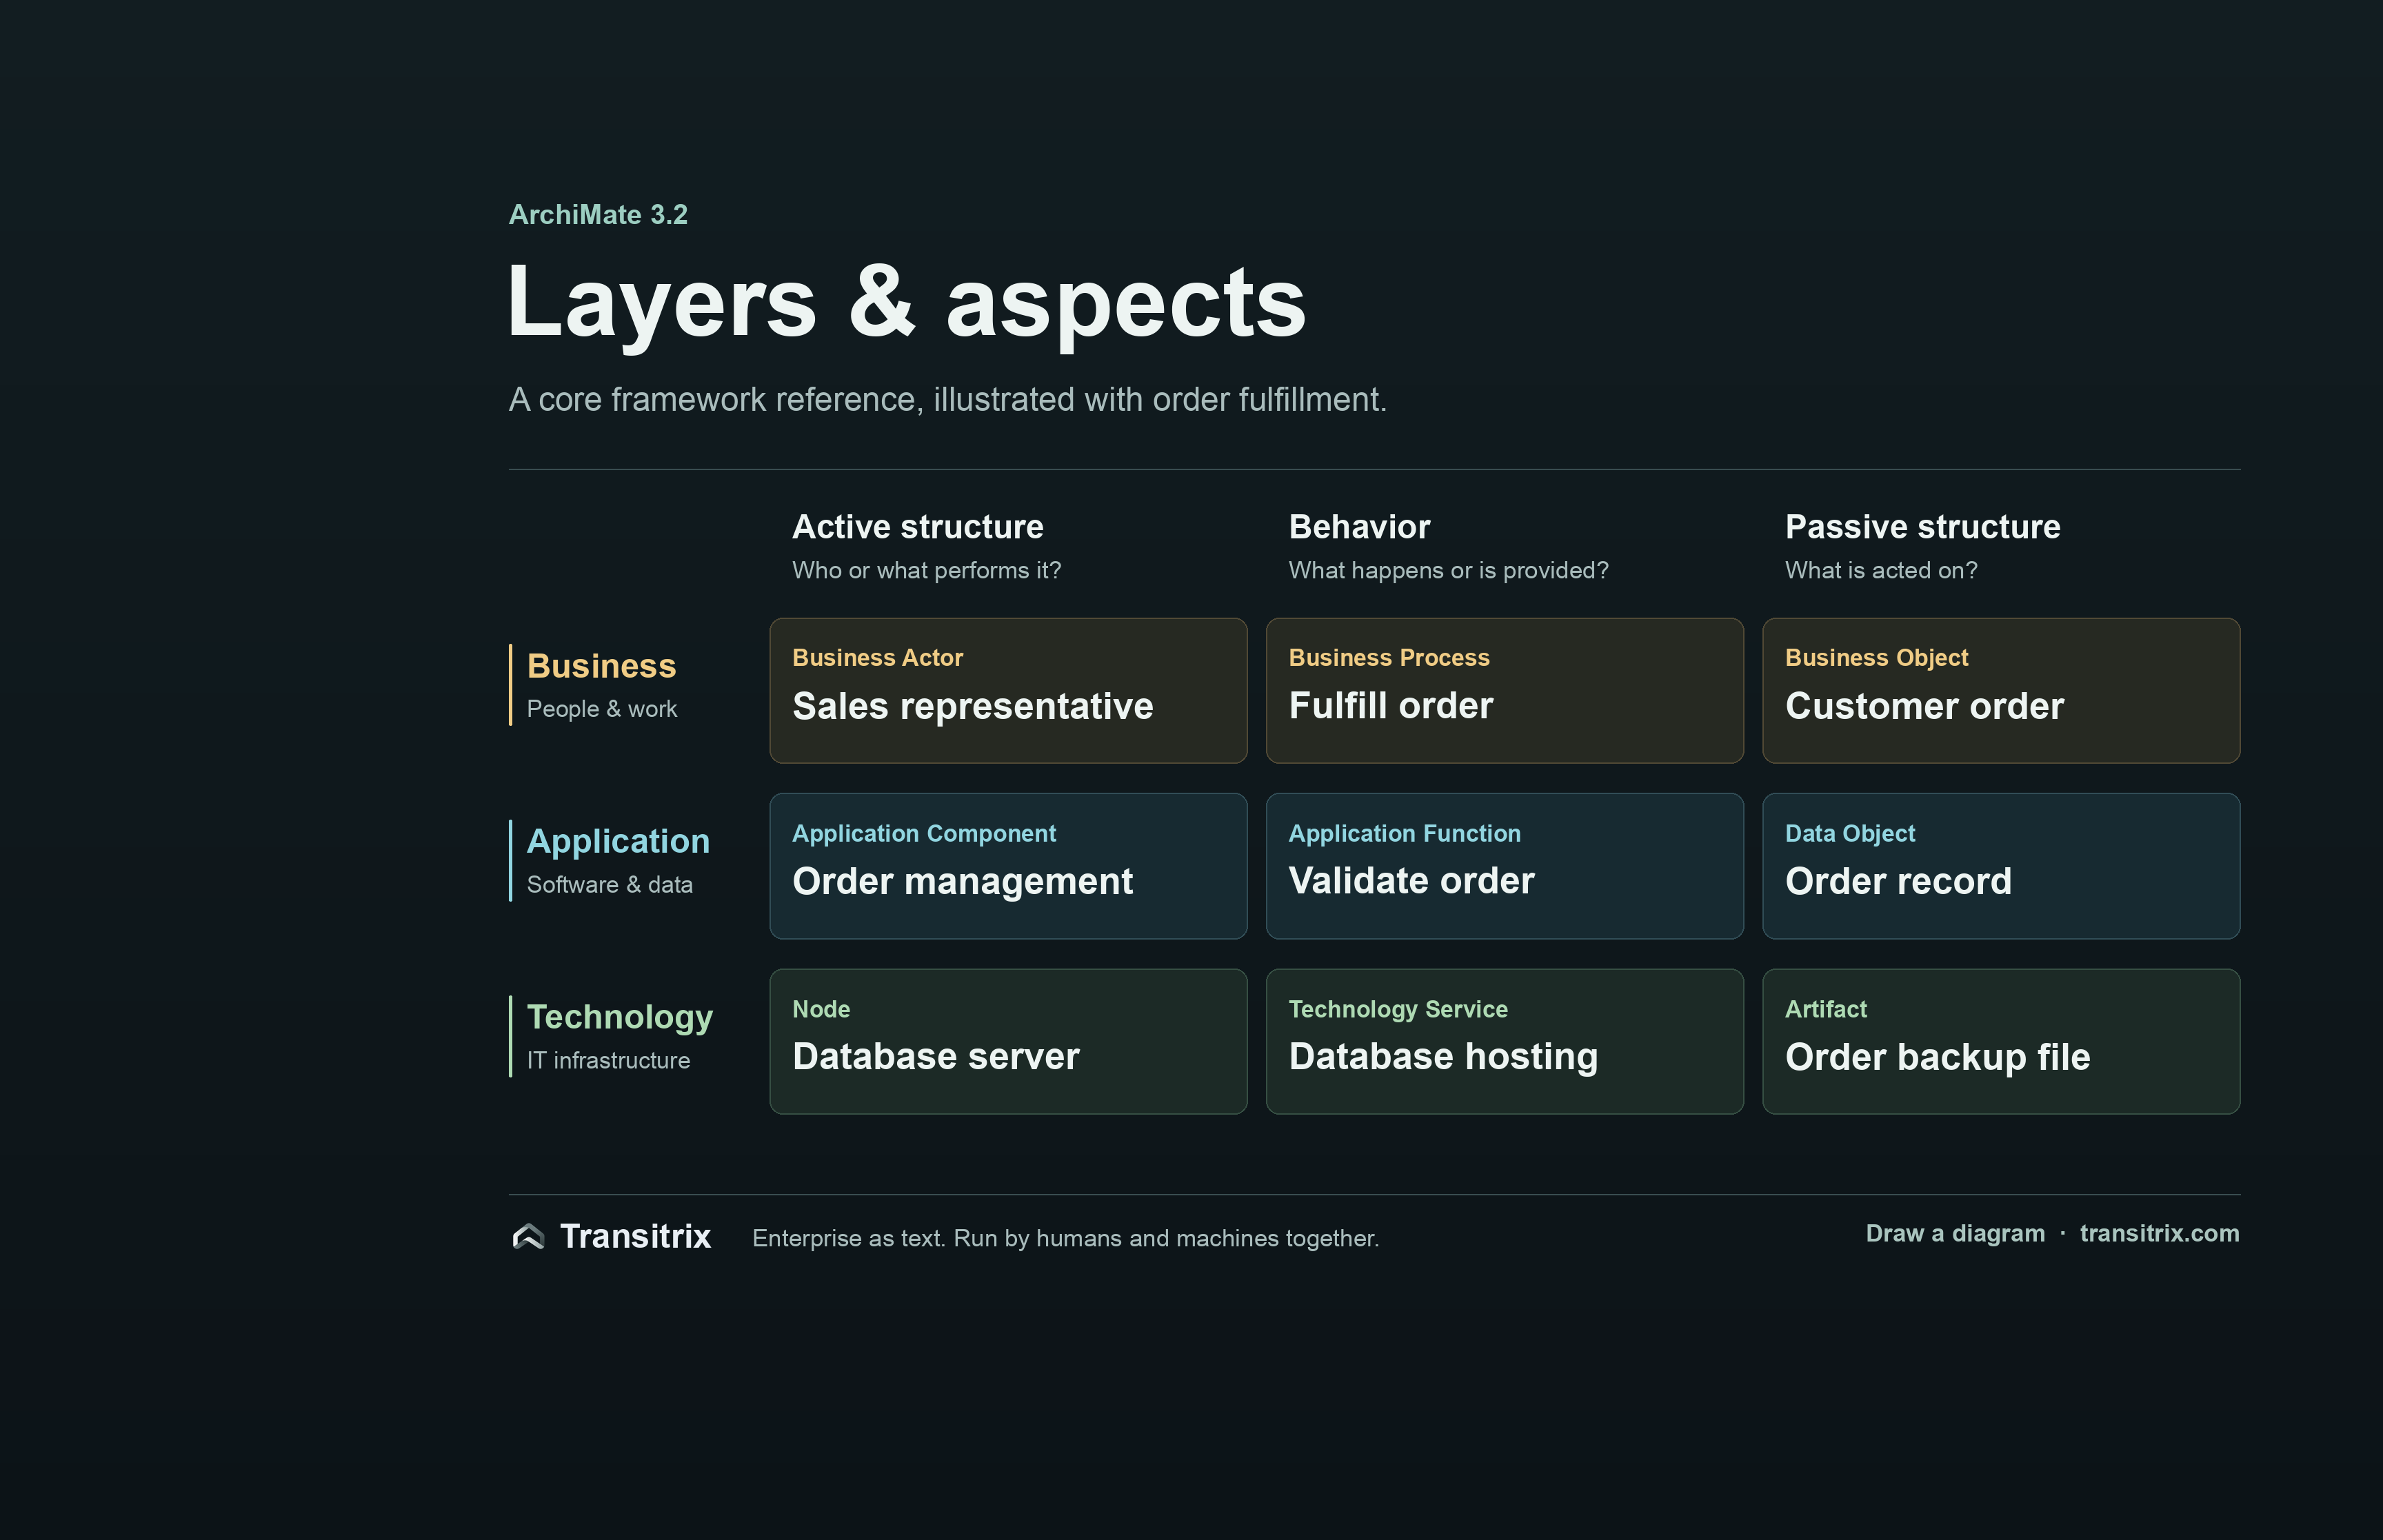 ArchiMate 3.2
Layers & aspects
A core framework reference, illustrated with order fulfillment.
Active structure
Who or what performs it?
Behavior
What happens or is provided?
Passive structure
What is acted on?
Business
People & work
Business Actor
Sales representative
Business Process
Fulfill order
Business Object
Customer order
Application
Software & data
Application Component
Order management
Application Function
Validate order
Data Object
Order record
Technology
IT infrastructure
Node
Database server
Technology Service
Database hosting
Artifact
Order backup file
Transitrix
Enterprise as text. Run by humans and machines together.
Draw a diagram · transitrix.com